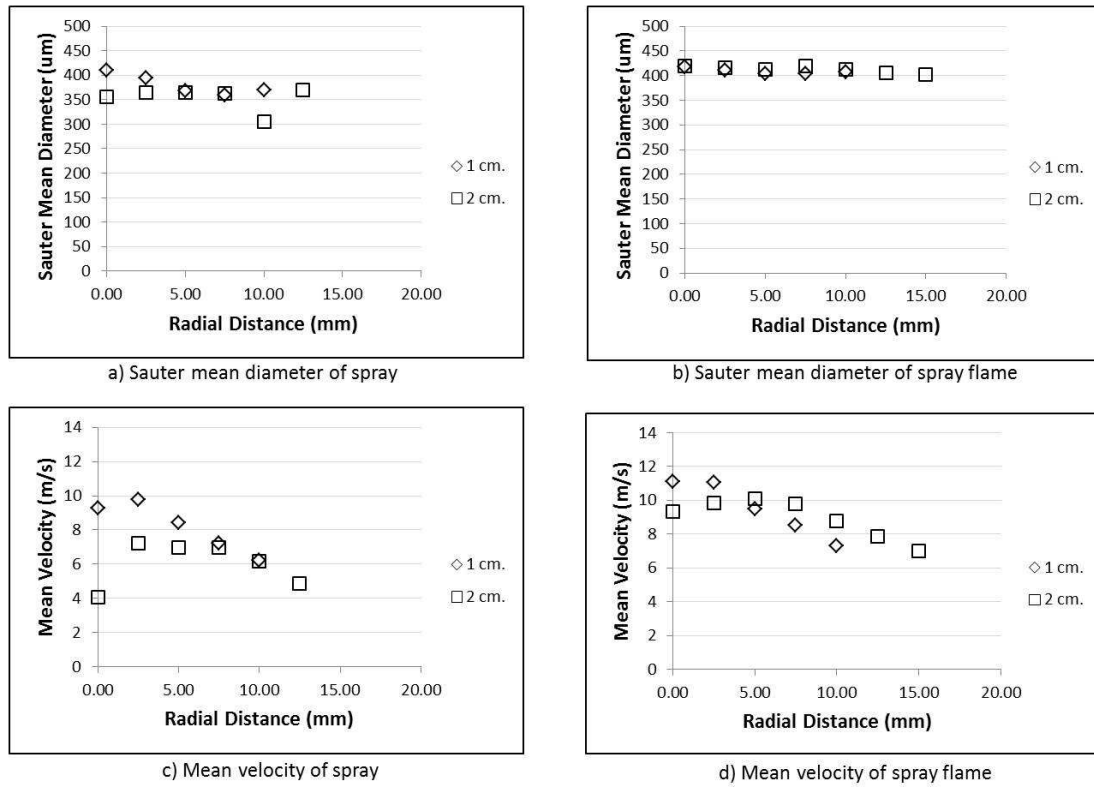 500
450
400
350
300
250
200
150
100
50
0
Sauter Mean Diameter (um)
0.00 5.00 10.00 15.00 20.00
Radial Distance (mm)
1 cm.
2 cm.
a) Sauter mean diameter of spray
500
450
400
350
300
250
200
150
100
50
0
Sauter Mean Diameter (um)
0.00 5.00 10.00 15.00 20.00
Radial Distance (mm)
1 cm.
2 cm.
b) Sauter mean diameter of spray flame
14
12
10
8
6
4
2
0
Mean Velocity (m/s)
0.00 5.00 10.00 15.00 20.00
Radial Distance (mm)
1 cm.
2 cm.
c) Mean velocity of spray
14
12
10
8
6
4
2
0
Mean Velocity (m/s)
0.00 5.00 10.00 15.00 20.00
Radial Distance (mm)
1 cm.
2 cm.
d) Mean velocity of spray flame